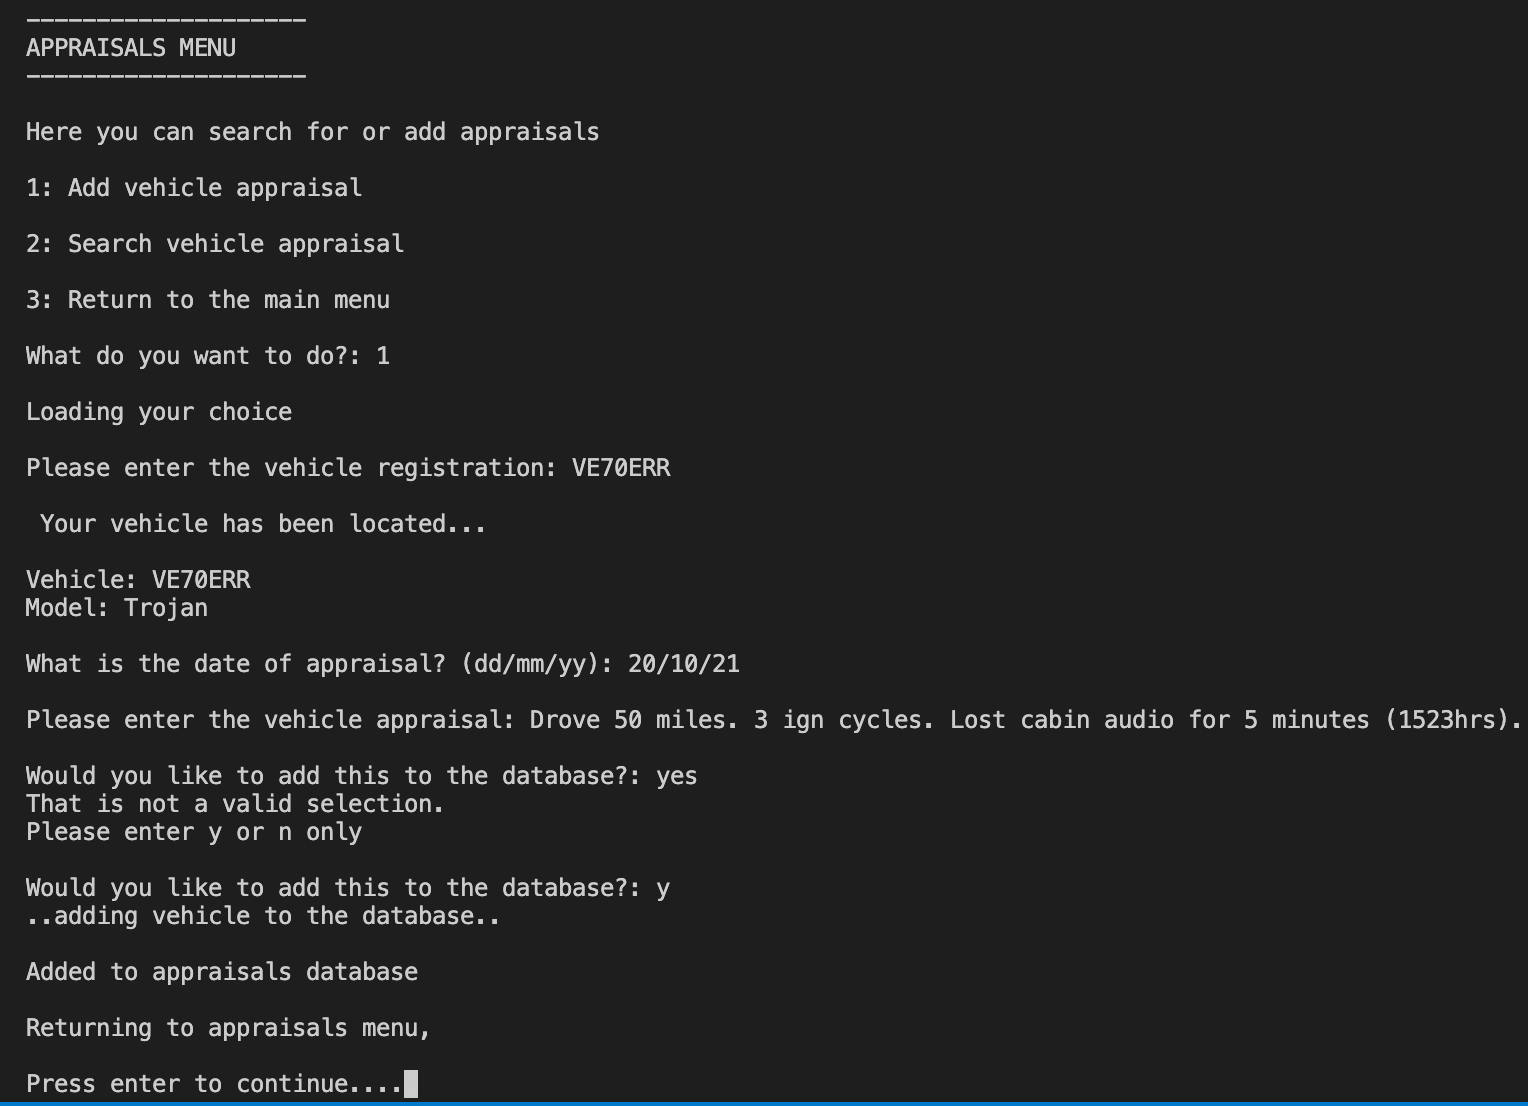 --------------------
APPRAISALS MENU
--------------------
Here you can search for or add appraisals
1: Add vehicle appraisal
2: Search vehicle appraisal
3: Return to the main menu
What do you want to do?: 1
Loading your choice
Please enter the vehicle registration: VE70ERR
Your vehicle has been located...
Vehicle: VE70ERR
Model: Trojan
What is the date of appraisal? (dd/mm/yy): 20/10/21
Please enter the vehicle appraisal: Drove 50 miles. 3 ign cycles. Lost cabin audio for 5 minutes (1523hrs).
Would you like to add this to the database?: yes
That is not a valid selection.
Please enter y or n only
Would you like to add this to the database?: y
..adding vehicle to the database..
Added to appraisals database
Returning to appraisals menu,
Press enter to continue....